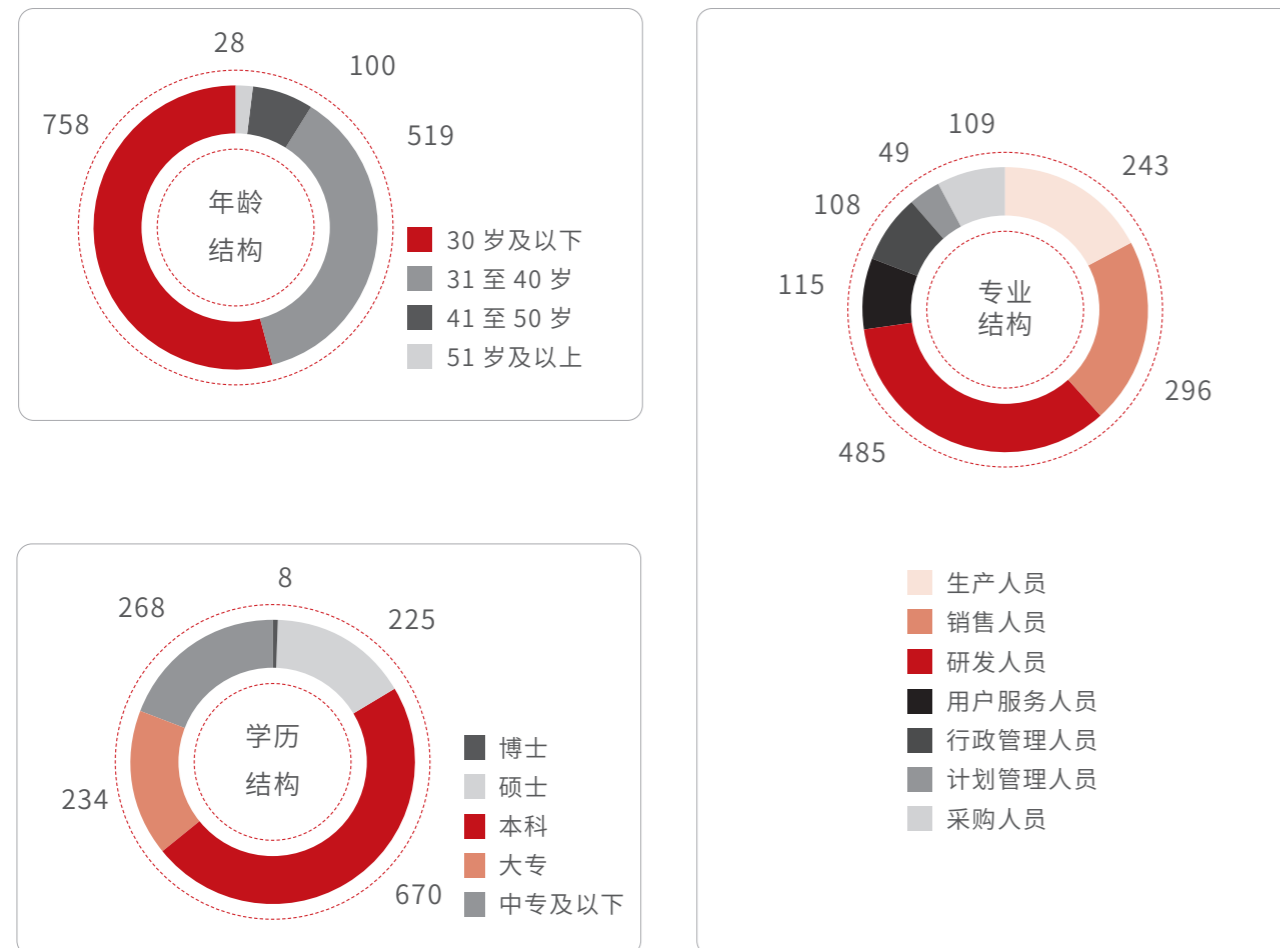 28
100
758
519
年龄
结构
30 岁及以下
31 至 40 岁
41 至 50 岁
51 岁及以上
8
268
225
学历
结构
234
670
博士
硕士
本科
大专
中专及以下
109
49
243
108
115
专业
结构
296
485
生产人员
销售人员
研发人员
用户服务人员
行政管理人员
计划管理人员
采购人员